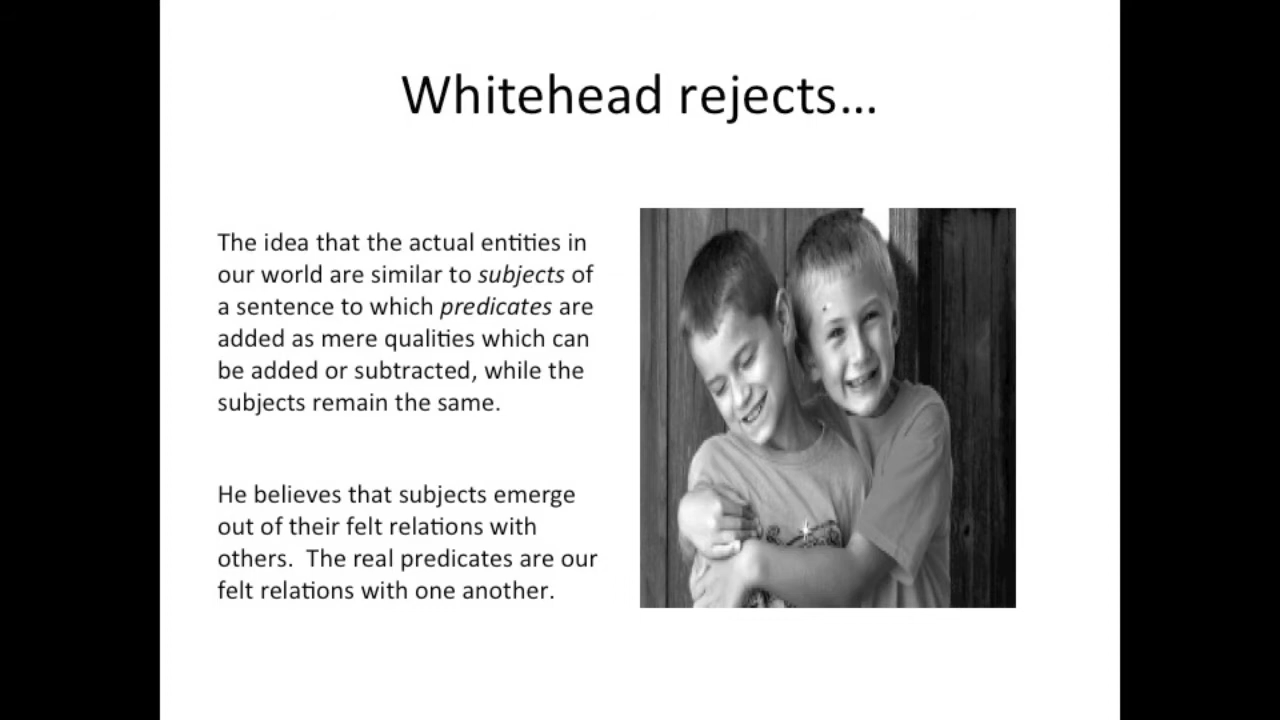 Whitehead rejects…
The idea that the actual entities in
our world are similar to subjects of
a sentence to which predicates are
added as mere qualities which can
be added or subtracted, while the
subjects remain the same.
He believes that subjects emerge
out of their felt relations with
others.  The real predicates are our
felt relations with one another.